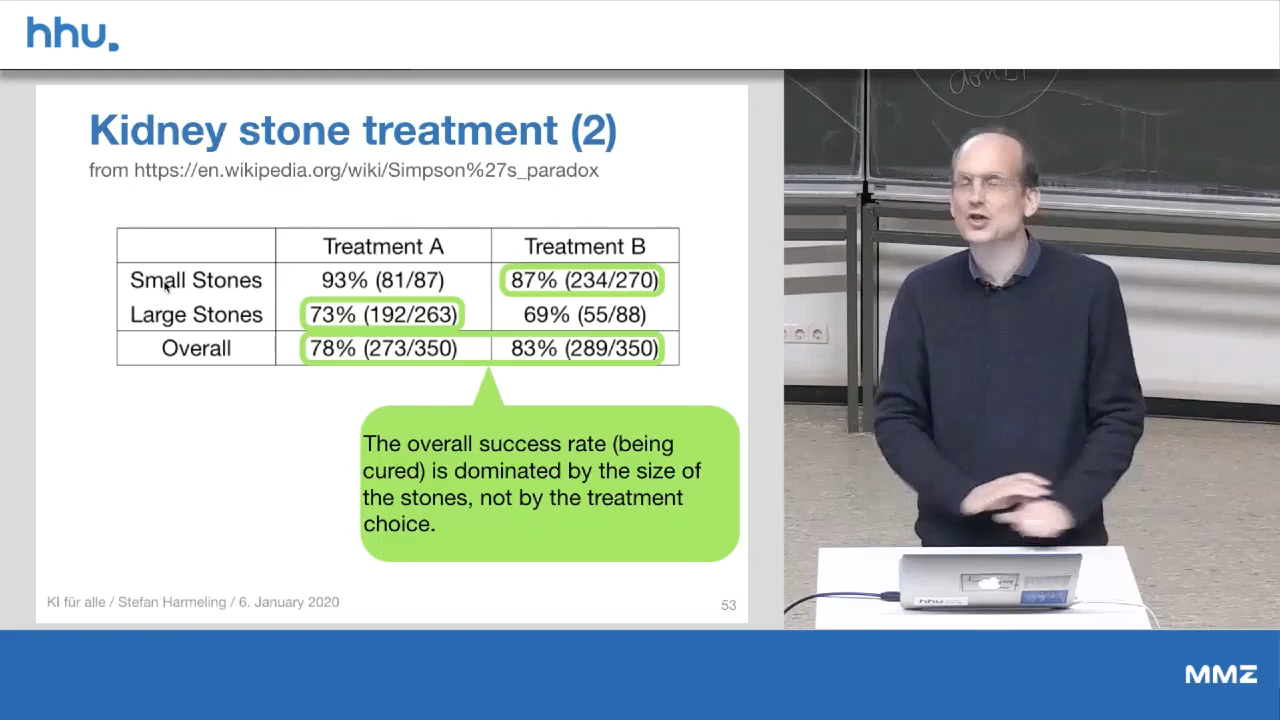 hhu.
Kidney stone treatment (2)
from https://en.wikipedia.org/wiki/Simpson%27s_paradox
Treatment A Treatment B
Small Stones 93% (81/87) 87% (234/270)
Large Stones 73% (192/263) 69% (55/88)
Overall 78% (273/350) 83% (289/350)
The overall success rate (being
cured) is dominated by the size of
the stones, not by the treatment
choice.
KI für alle / Stefan Harmeling / 6. January 2020
53
hhu
MMZ